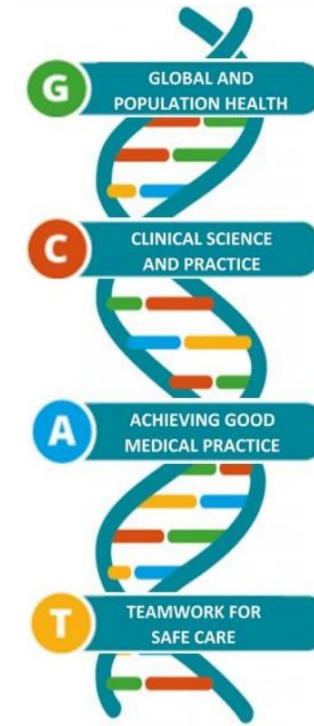 G
GLOBAL AND
POPULATION HEALTH
C
CLINICAL SCIENCE
AND PRACTICE
A
ACHIEVING GOOD
MEDICAL PRACTICE
T
TEAMWORK FOR
SAFE CARE